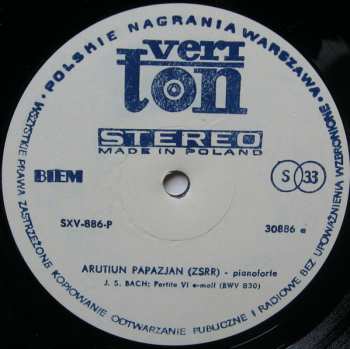 POLSKIE NAGRANIA WARSZAWA ·
veri
ton
STEREO
MADE IN POLAND
BIEM
S 33
SXV-886-P
30886 e
ARUTIUN PAPAZJAN (ZSRR) - pianoforte
J. S. BACH: Partita VI e-moll (BWV 830)
WSZYSTKIE PRAWA ZASTRZEŻONE KOPIOWANIE ODTWARZANIE PUBLICZNE I RADIOWE BEZ UPOWAŻNIENIA WZBRONIONE